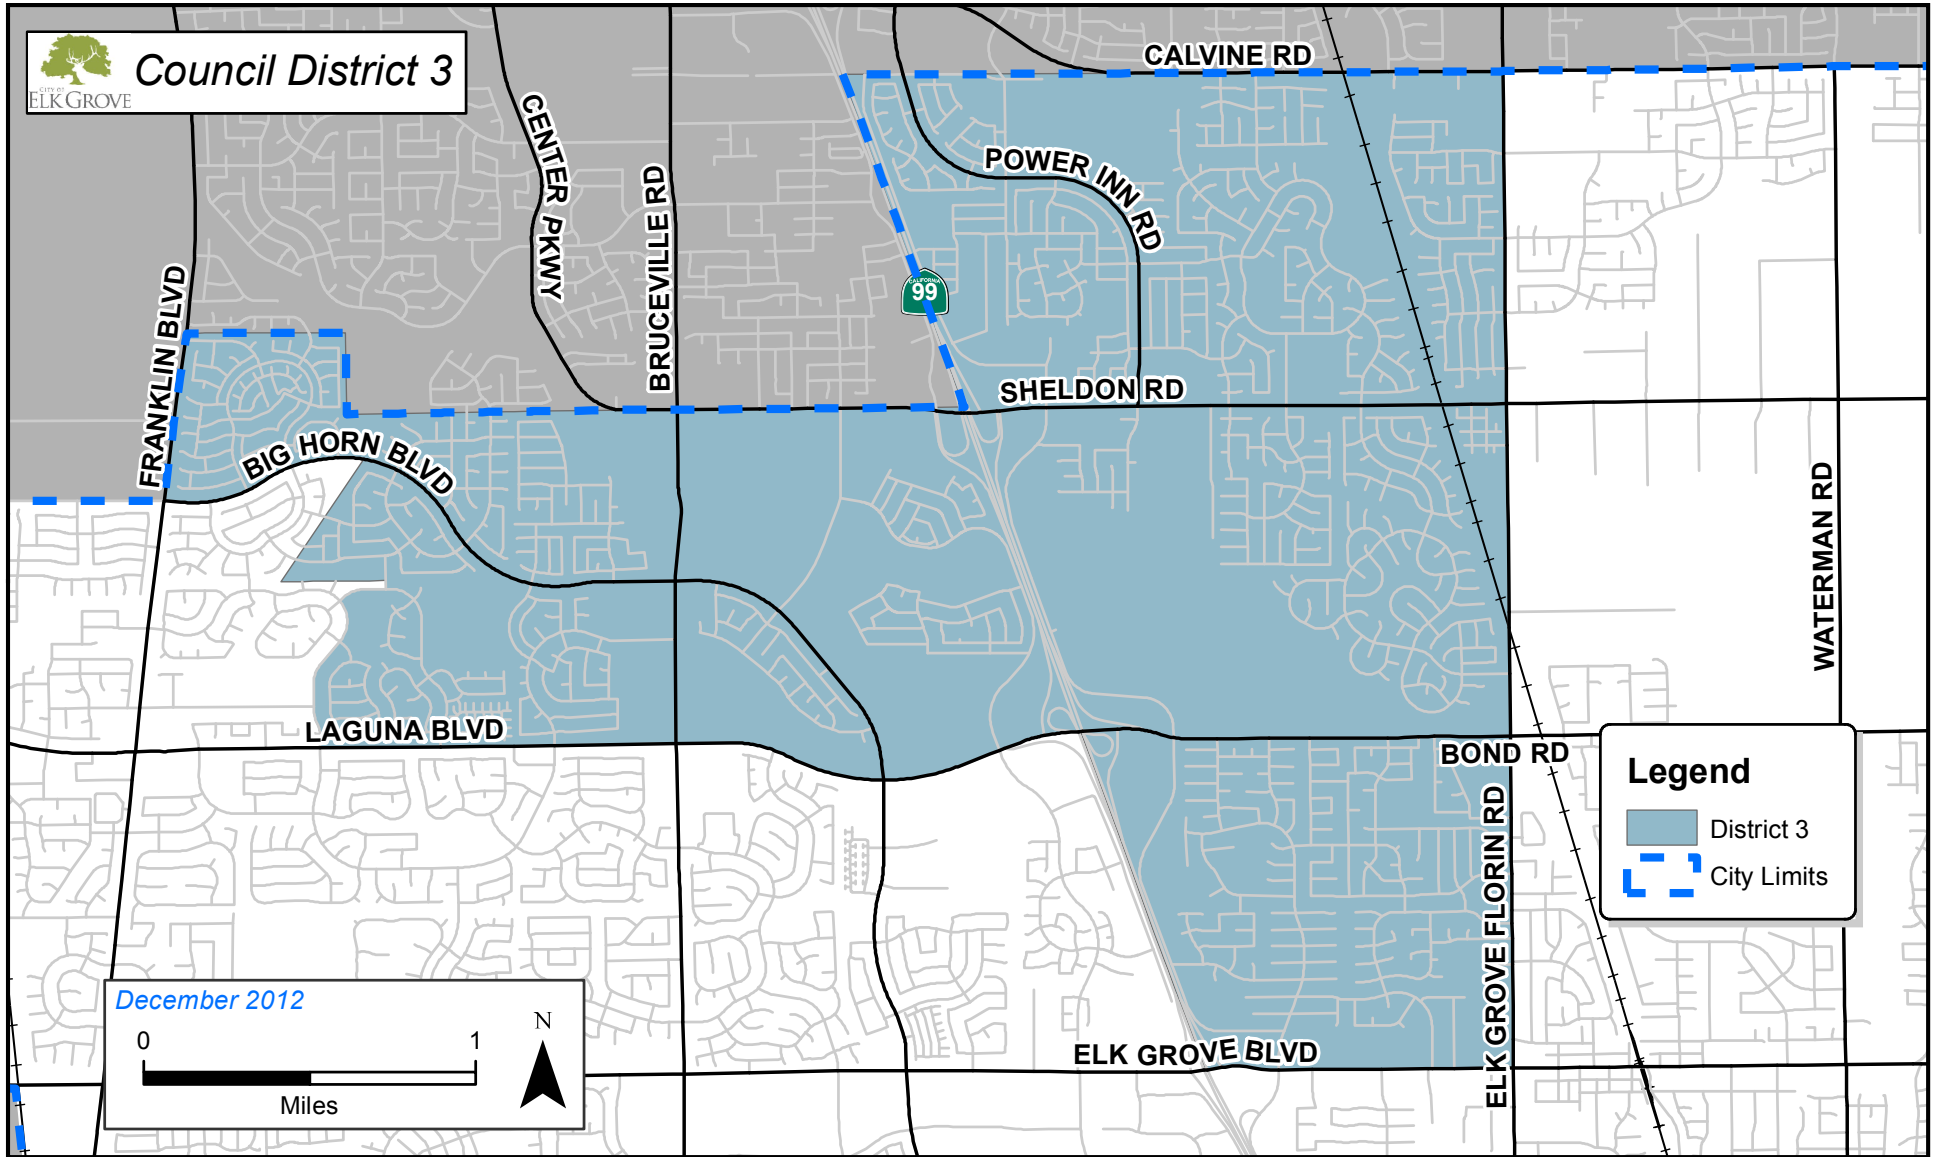 CITY OF
ELK GROVE
Council District 3
CALVINE RD
CENTER PKWY
BRUCEVILLE RD
POWER INN RD
FRANKLIN BLVD
CALIFORNIA
99
SHELDON RD
BIG HORN BLVD
WATERMAN RD
LAGUNA BLVD
BOND RD
ELK GROVE FLORIN RD
Legend
District 3
City Limits
December 2012
0 1
Miles
N
ELK GROVE BLVD